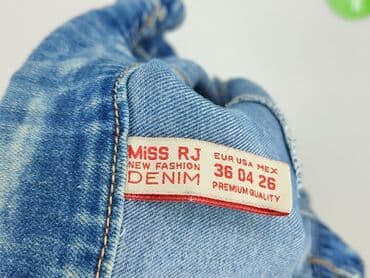 MiSS RJ
NEW FASHION
DENIM
EUR USA MEX
36 04 26
PREMIUM QUALITY